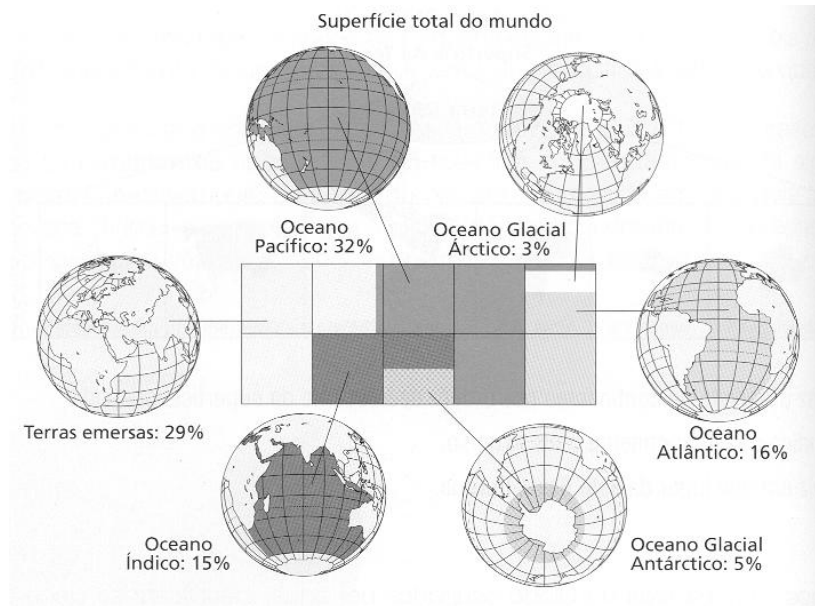 Superfície total do mundo
Oceano
Pacífico: 32%
Oceano Glacial
Árctico: 3%
Terras emersas: 29%
Oceano
Atlântico: 16%
Oceano
Índico: 15%
Oceano Glacial
Antárctico: 5%